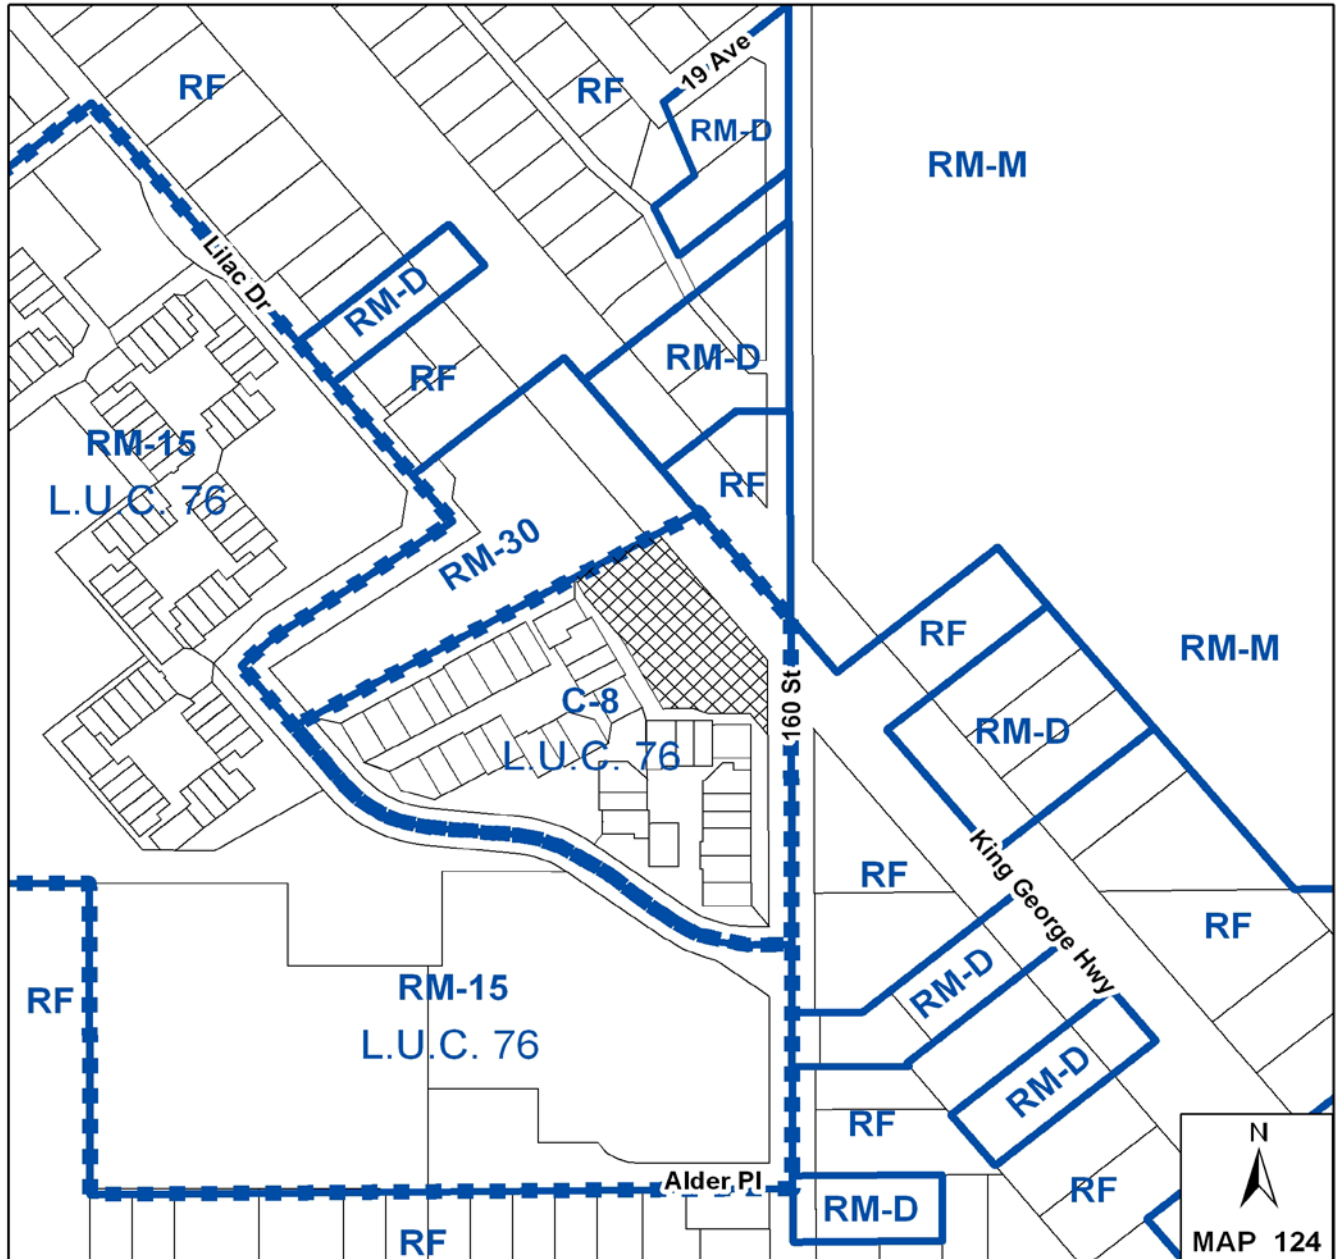 RF
RF
19 Ave
RM-D
RM-M
Lilac Dr
RM-D
RM-D
RF
RM-15
L.U.C. 76
RF
RM-30
RF
RM-M
C-8
L.U.C. 76
160 St
RM-D
King George Hwy
RF
RF
RM-D
RF
RM-15
L.U.C. 76
RM-D
RF
RF
Alder Pl
RM-D
RF
N
MAP 124